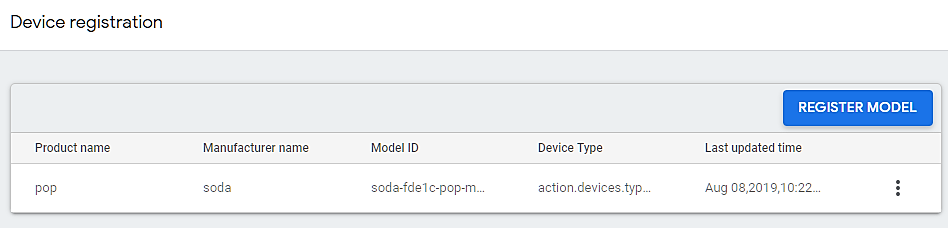 Device registration
REGISTER MODEL
Product name Manufacturer name Model ID Device Type Last updated time
pop soda soda-fde1c-pop-m... action.devices.typ... Aug 08,2019,10:22...